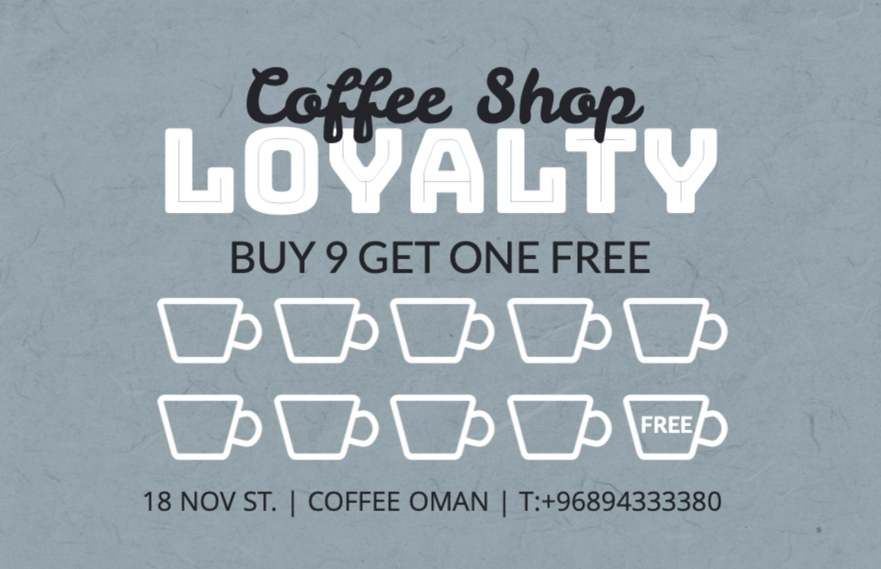 Coffee Shop
LOYALTY
BUY 9 GET ONE FREE
FREE
18 NOV ST. | COFFEE OMAN | T:+96894333380